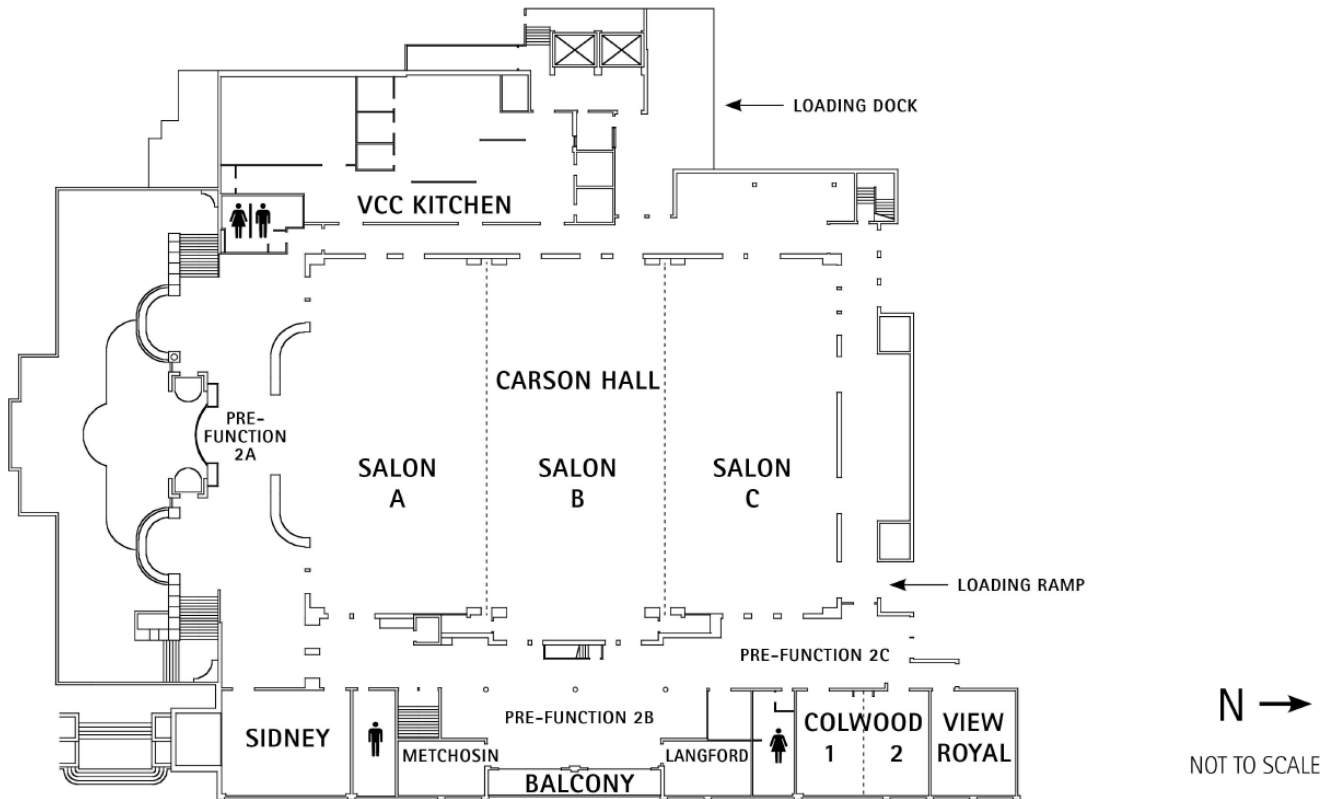 LOADING DOCK
VCC KITCHEN
CARSON HALL
PRE-
FUNCTION
2A
SALON
A
SALON
B
SALON
C
LOADING RAMP
PRE-FUNCTION 2C
PRE-FUNCTION 2B
SIDNEY
METCHOSIN
BALCONY
LANGFORD
COLWOOD
1 2
VIEW
ROYAL
N
NOT TO SCALE